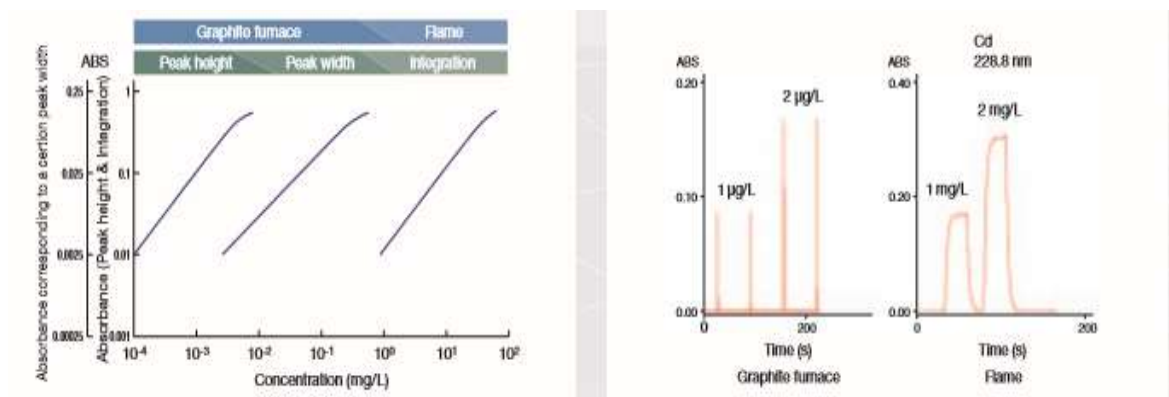 Graphite furnace Flame
Peak height Peak width Integration
Absorbance corresponding to a certion peak width
ABS
0.25
0.025
0.0025
0.00025
Absorbance (Peak height & Integration)
1
0.1
0.01
0.001
10-4 10-3 10-2 10-1 100 101 102
Concentration (mg/L)
ABS
0.20
0.10
0.00
2 µg/L
1 µg/L
0 200
Time (s)
Graphite furnace
Cd
228.8 nm
ABS
0.40
0.20
0.00
2 mg/L
1 mg/L
0 200
Time (s)
Flame